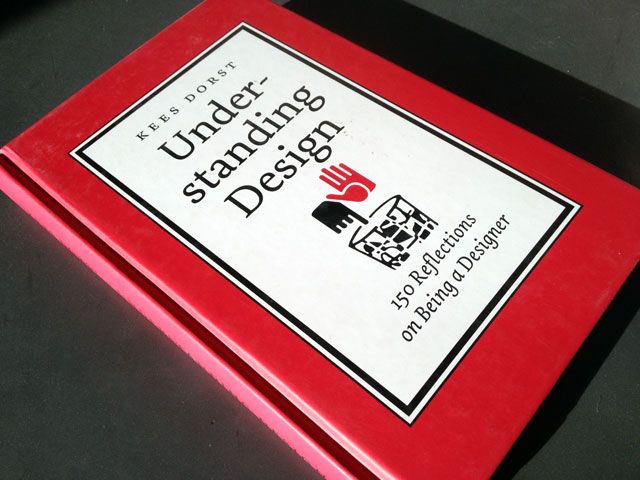 KEES DORST
Under-
standing
Design
150 Reflections
on Being a Designer